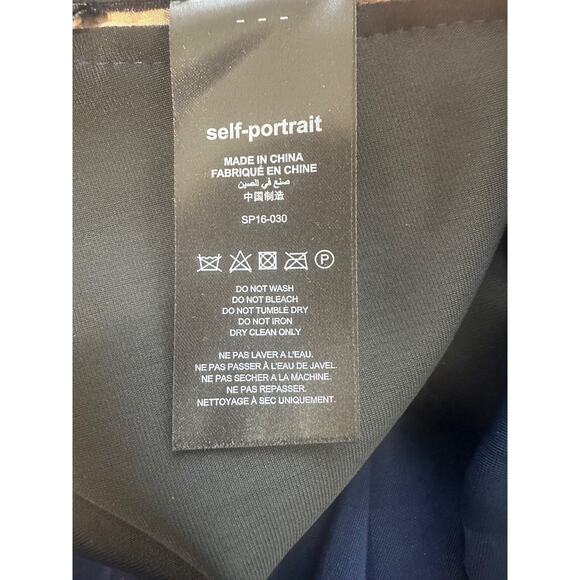 self-portrait
MADE IN CHINA
FABRIQUÉ EN CHINE
صنع في الصين
中国制造
SP16-030
P
DO NOT WASH
DO NOT BLEACH
DO NOT TUMBLE DRY
DO NOT IRON
DRY CLEAN ONLY
NE PAS LAVER A L'EAU.
NE PAS PASSER À L'EAU DE JAVEL.
NE PAS SECHER A LA MACHINE.
NE PAS REPASSER.
NETTOYAGE À SEC UNIQUEMENT.